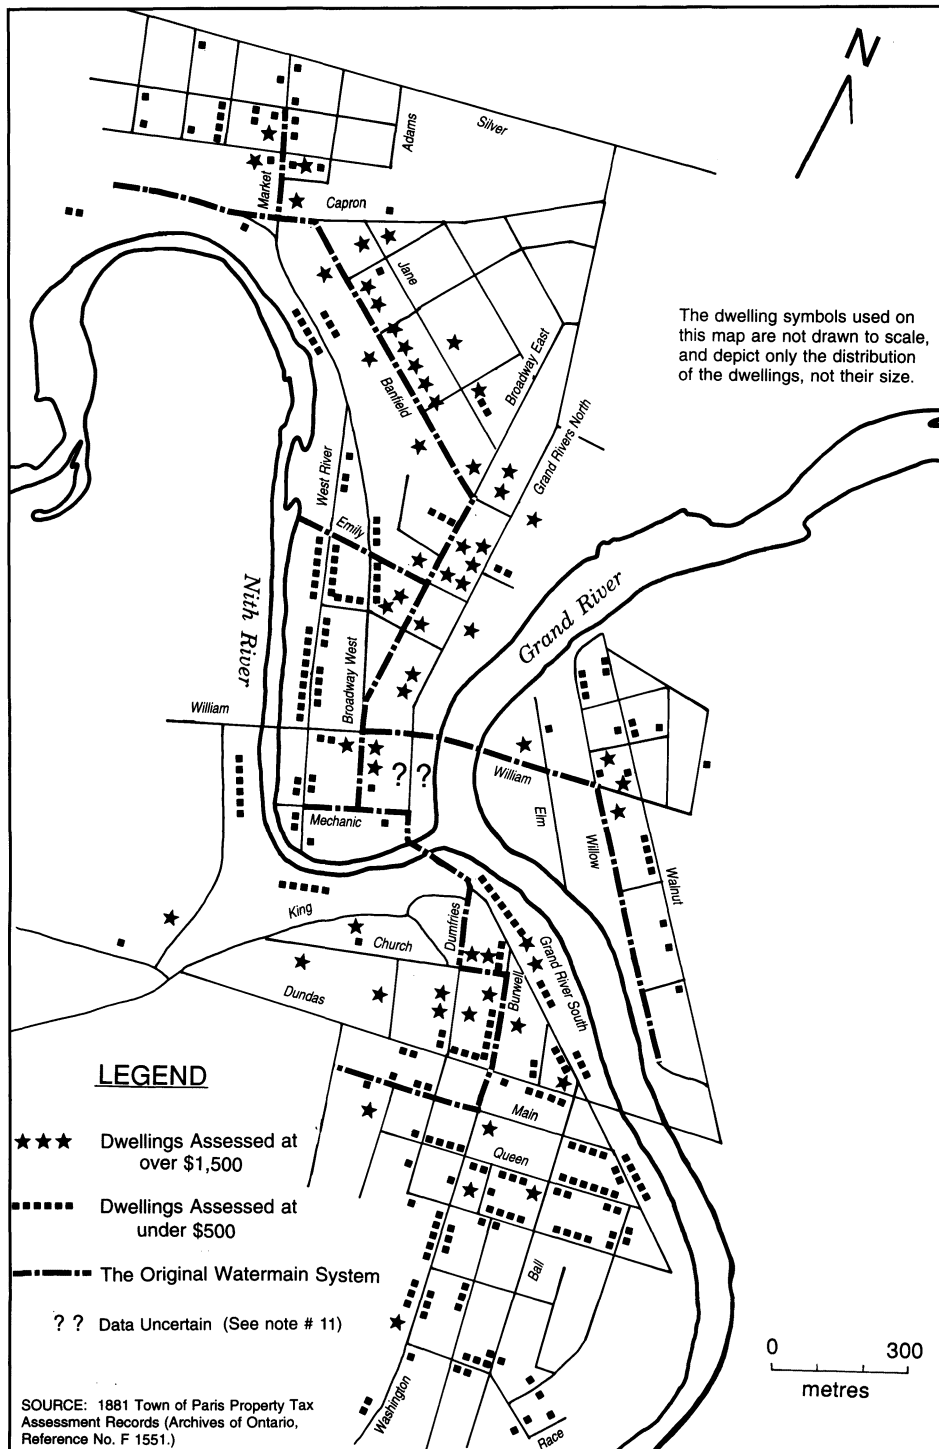 N
Silver
Adams
Market
Capron
Jane
The dwelling symbols used on
this map are not drawn to scale,
and depict only the distribution
of the dwellings, not their size.
Broadway East
Banfield
Grand Rivers North
West River
Emily
Nith River
Grand River
Broadway West
William
? ?
William
Elm
Mechanic
Willow
Walnut
King
Dumfries
Church
Grand River South
Burwell
Dundas
Main
Queen
Ball
Washington
Race
LEGEND
Dwellings Assessed at
over $1,500
Dwellings Assessed at
under $500
The Original Watermain System
? ? Data Uncertain (See note # 11)
0 300
metres
SOURCE: 1881 Town of Paris Property Tax
Assessment Records (Archives of Ontario,
Reference No. F 1551.)